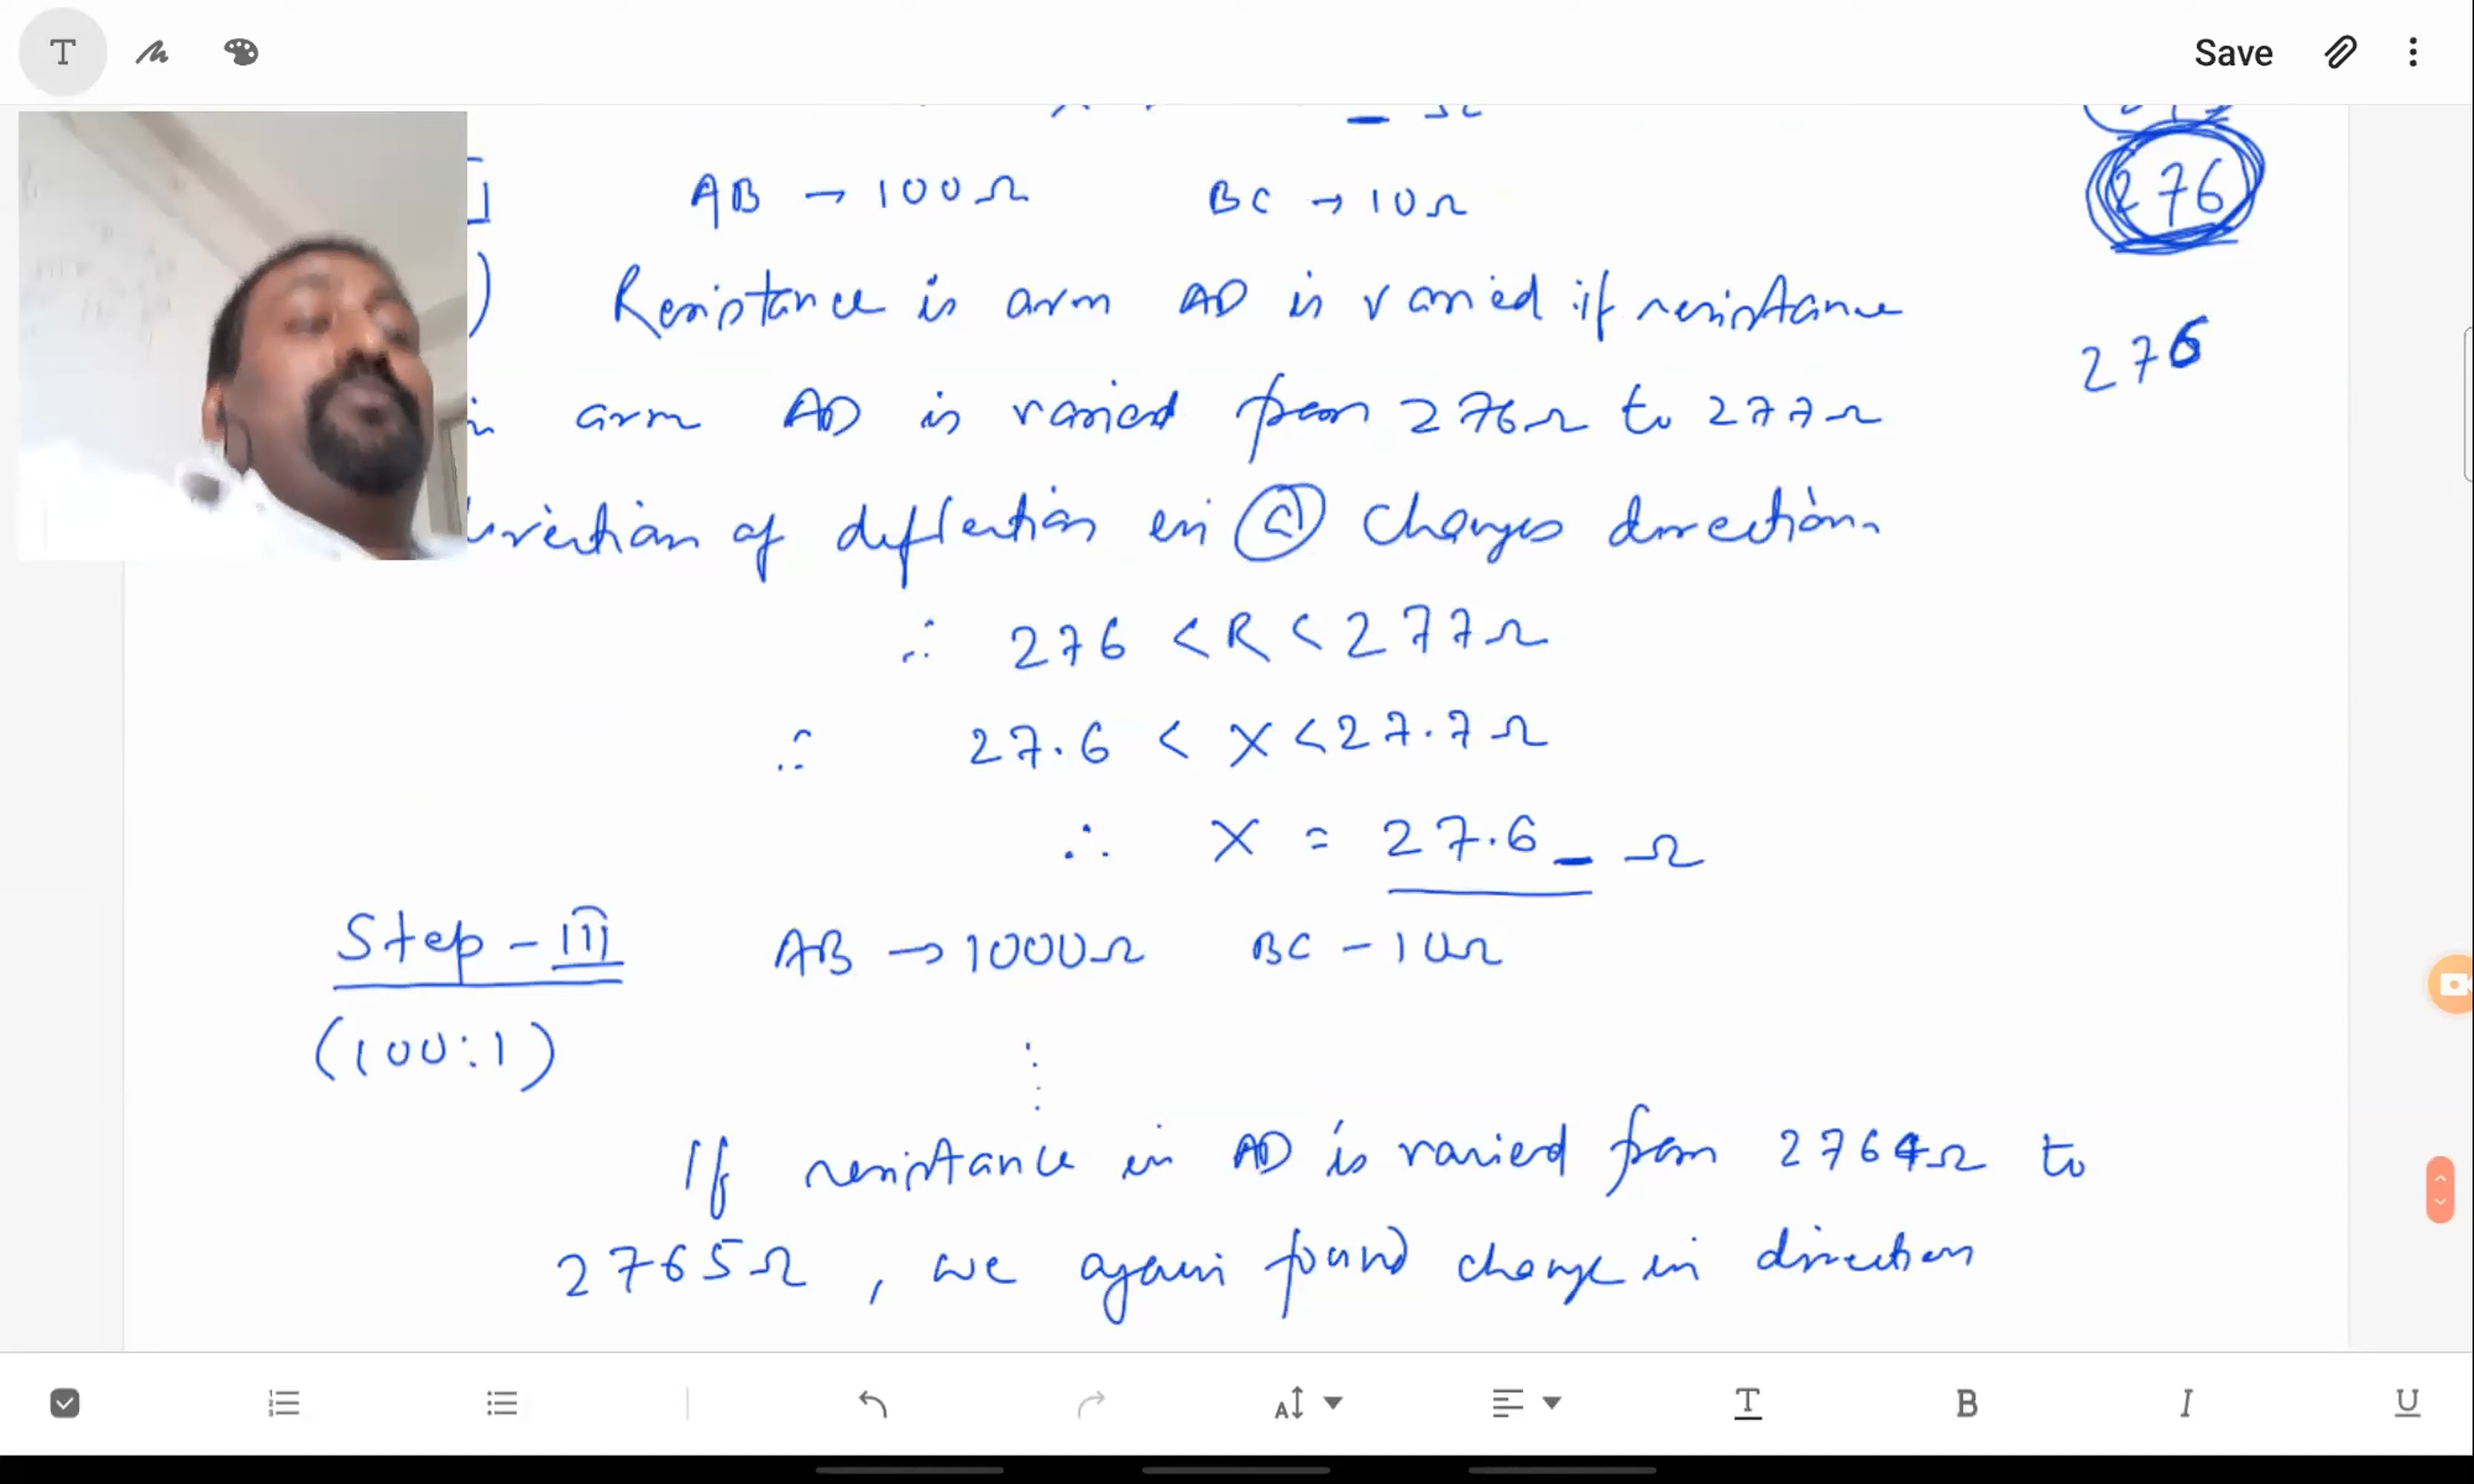 T
Save
AB → 100Ω BC → 10Ω
276
) Resistance is arm AD is varied if resistance
276
in arm AD is varied from 276Ω to 277Ω
direction of deflection in G changes direction.
∴ 276 < R < 277Ω
∴ 27.6 < X < 27.7Ω
∴ X = 27.6_ Ω
Step - III AB → 1000Ω BC - 10Ω
(100:1)
⋮
If resistance in AD is varied from 2764Ω to
2765Ω, we again found change in direction
A T B I U